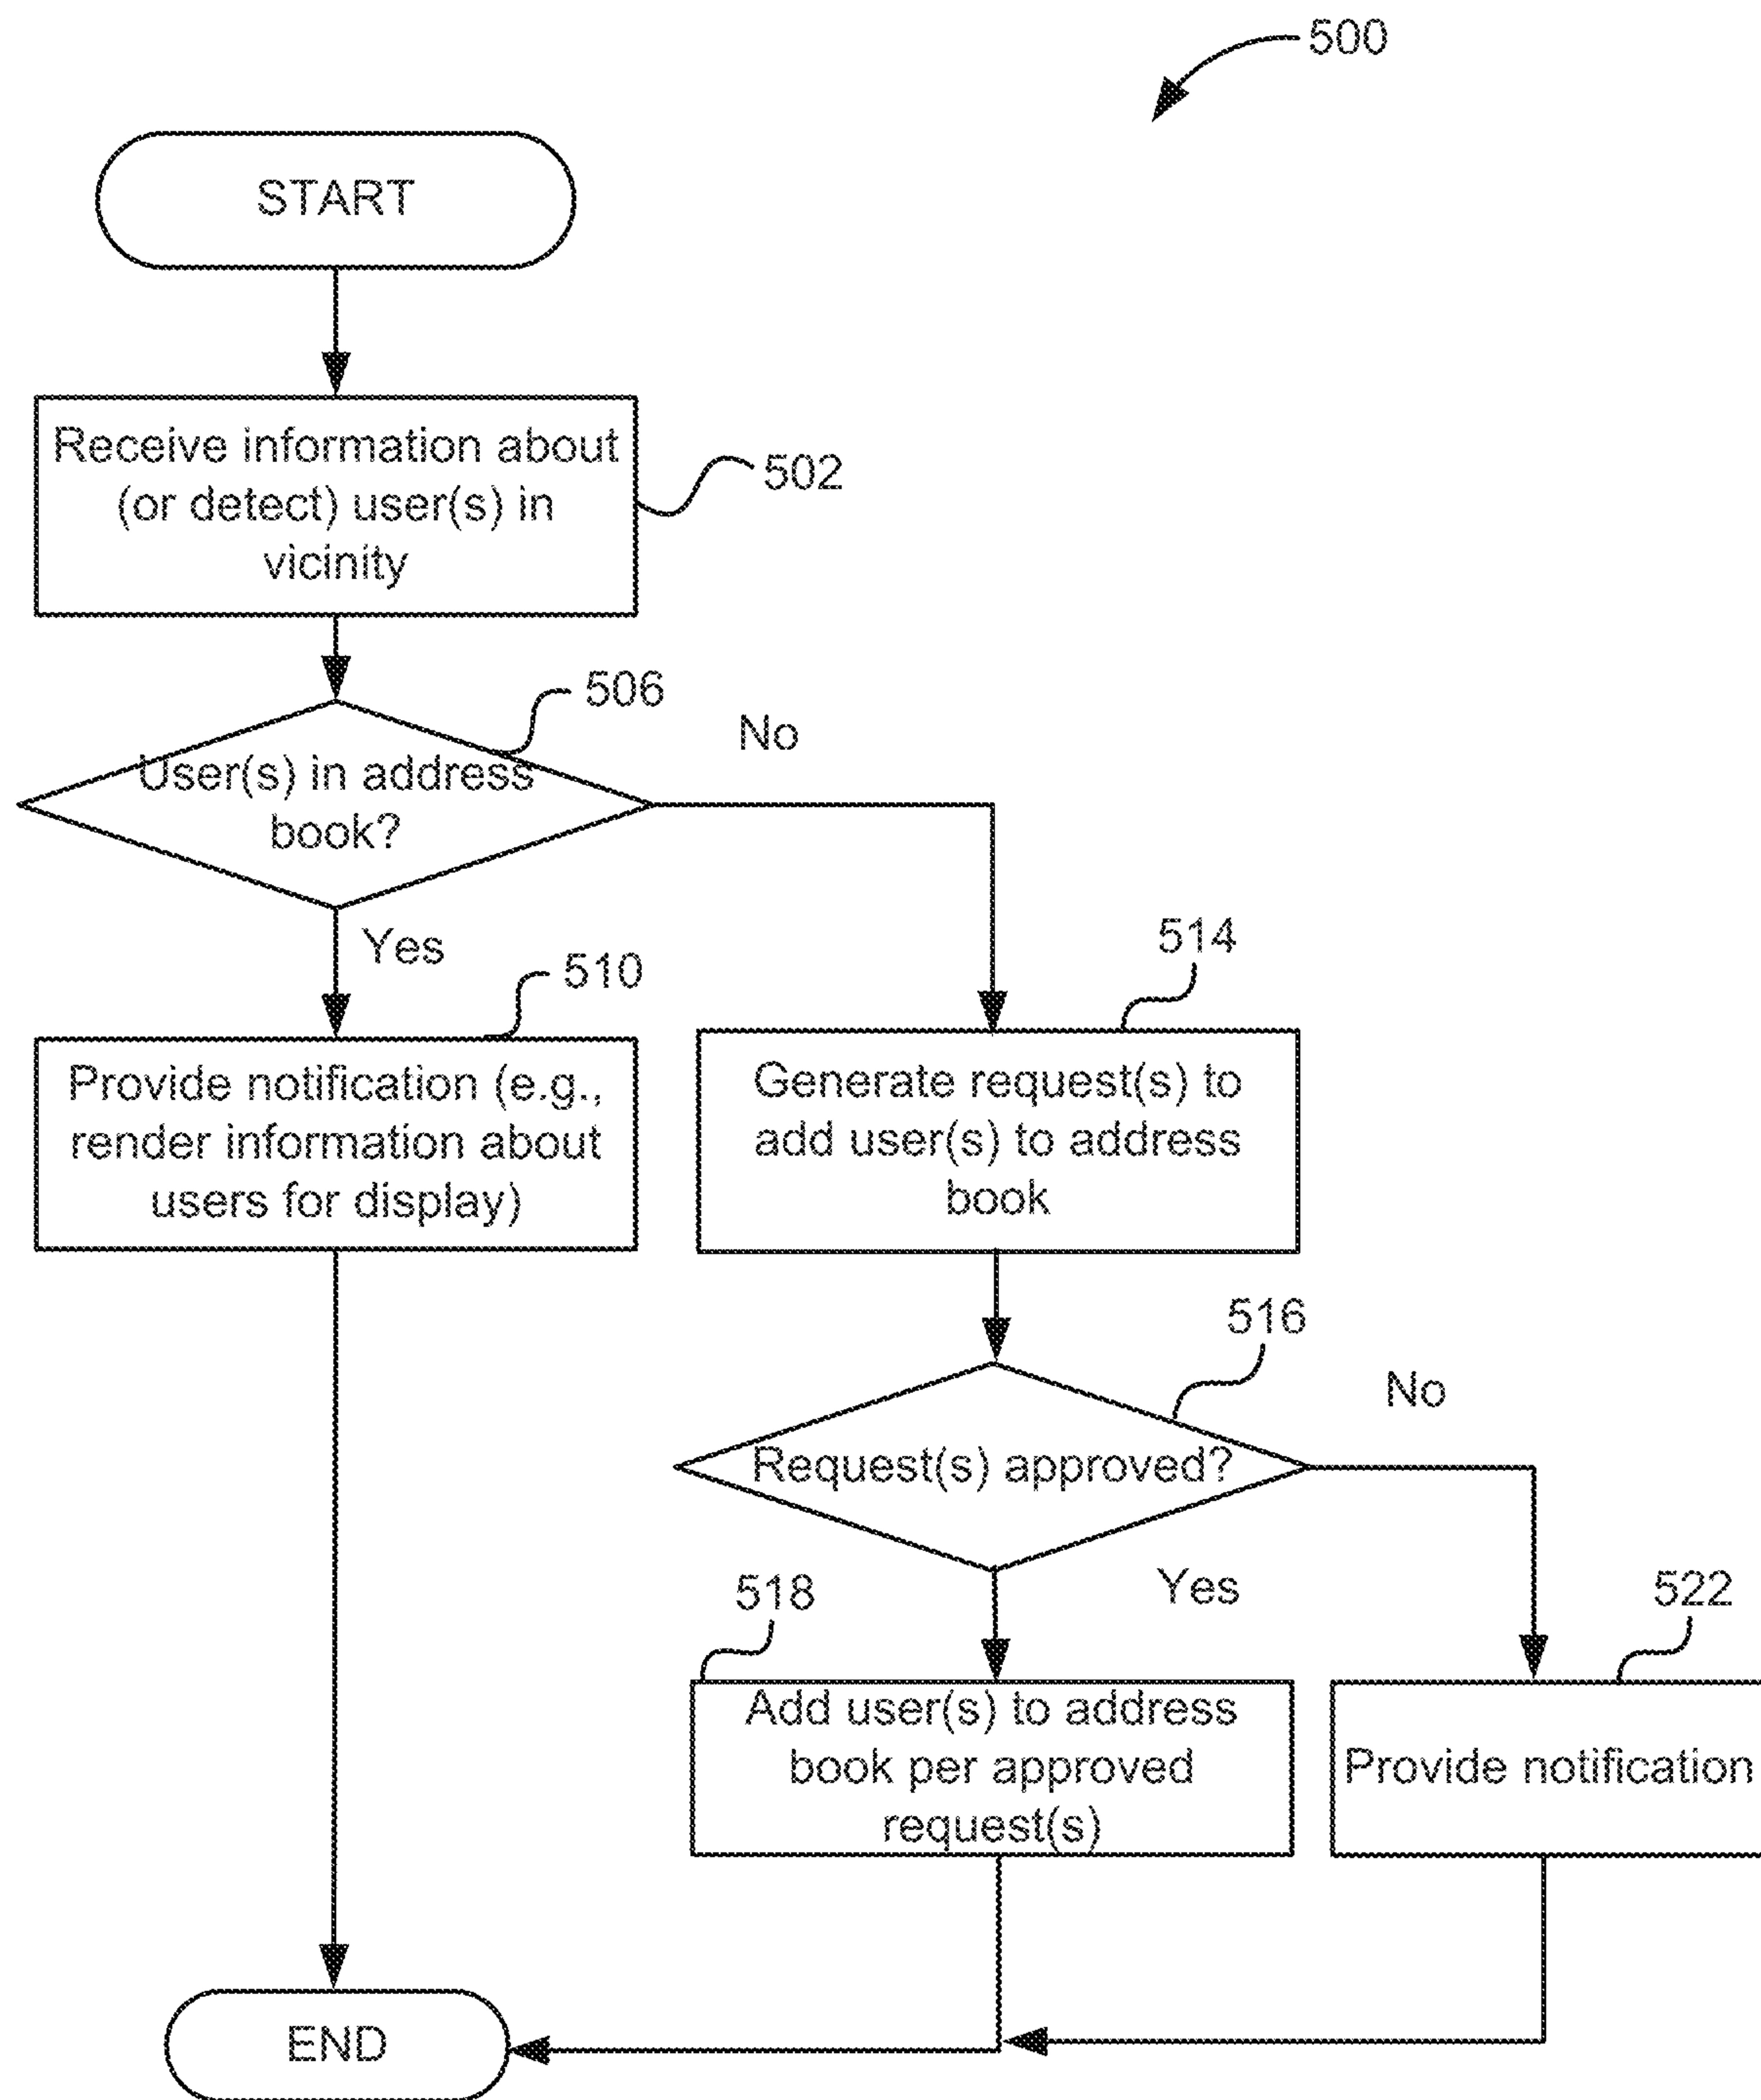 500
START
Receive information about
(or detect) user(s) in
vicinity
502
506
No
User(s) in address
book?
Yes
510
514
Provide notification (e.g.,
render information about
users for display)
Generate request(s) to
add user(s) to address
book
516
No
Request(s) approved?
Yes
518
522
Add user(s) to address
book per approved
request(s)
Provide notification
END